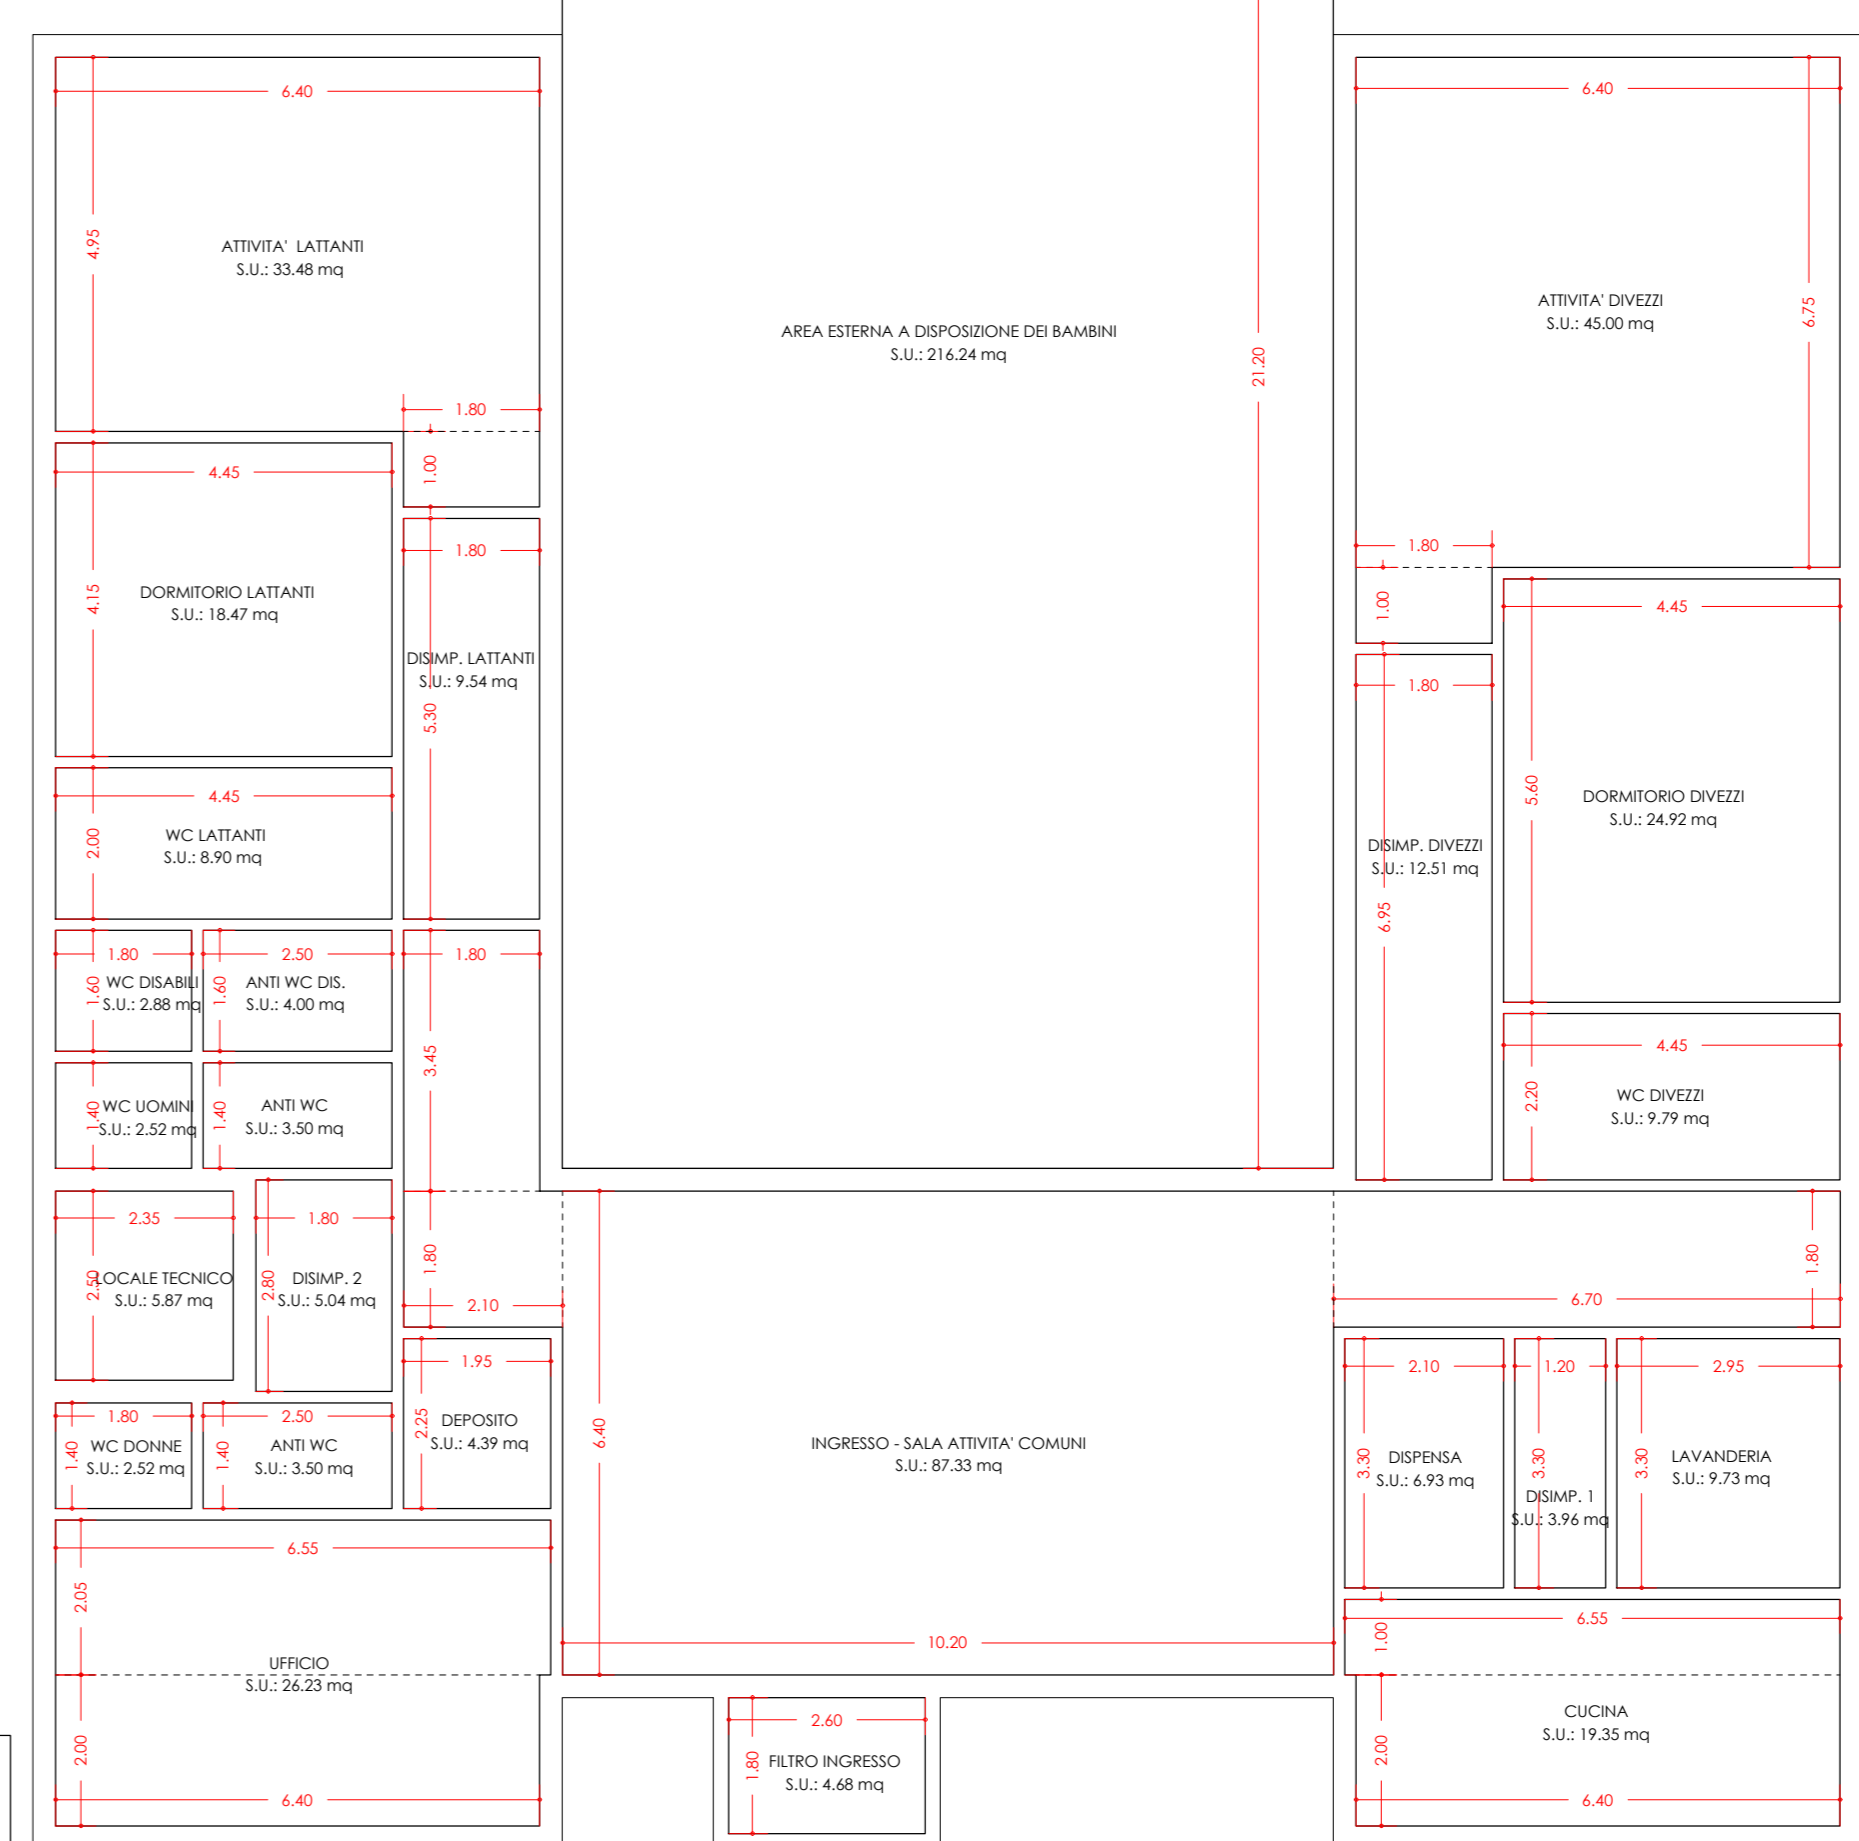 6.40
4.95
ATTIVITA' LATTANTI
S.U.: 33.48 mq
1.80
1.00
4.45
4.15
DORMITORIO LATTANTI
S.U.: 18.47 mq
1.80
DISIMP. LATTANTI
S.U.: 9.54 mq
5.30
4.45
2.00
WC LATTANTI
S.U.: 8.90 mq
1.80
1.60
WC DISABILI
S.U.: 2.88 mq
2.50
1.60
ANTI WC DIS.
S.U.: 4.00 mq
1.80
3.45
1.40
WC UOMINI
S.U.: 2.52 mq
1.40
ANTI WC
S.U.: 3.50 mq
2.35
2.50
LOCALE TECNICO
S.U.: 5.87 mq
1.80
2.80
DISIMP. 2
S.U.: 5.04 mq
1.80
2.10
1.95
2.25
DEPOSITO
S.U.: 4.39 mq
1.80
1.40
WC DONNE
S.U.: 2.52 mq
2.50
1.40
ANTI WC
S.U.: 3.50 mq
6.55
2.05
UFFICIO
S.U.: 26.23 mq
2.00
6.40
AREA ESTERNA A DISPOSIZIONE DEI BAMBINI
S.U.: 216.24 mq
21.20
6.40
INGRESSO - SALA ATTIVITA' COMUNI
S.U.: 87.33 mq
10.20
2.60
1.80
FILTRO INGRESSO
S.U.: 4.68 mq
6.40
ATTIVITA' DIVEZZI
S.U.: 45.00 mq
6.75
1.80
1.00
4.45
5.60
DORMITORIO DIVEZZI
S.U.: 24.92 mq
1.80
DISIMP. DIVEZZI
S.U.: 12.51 mq
6.95
4.45
2.20
WC DIVEZZI
S.U.: 9.79 mq
1.80
6.70
2.10
3.30
DISPENSA
S.U.: 6.93 mq
1.20
3.30
DISIMP. 1
S.U.: 3.96 mq
2.95
3.30
LAVANDERIA
S.U.: 9.73 mq
6.55
1.00
CUCINA
S.U.: 19.35 mq
2.00
6.40